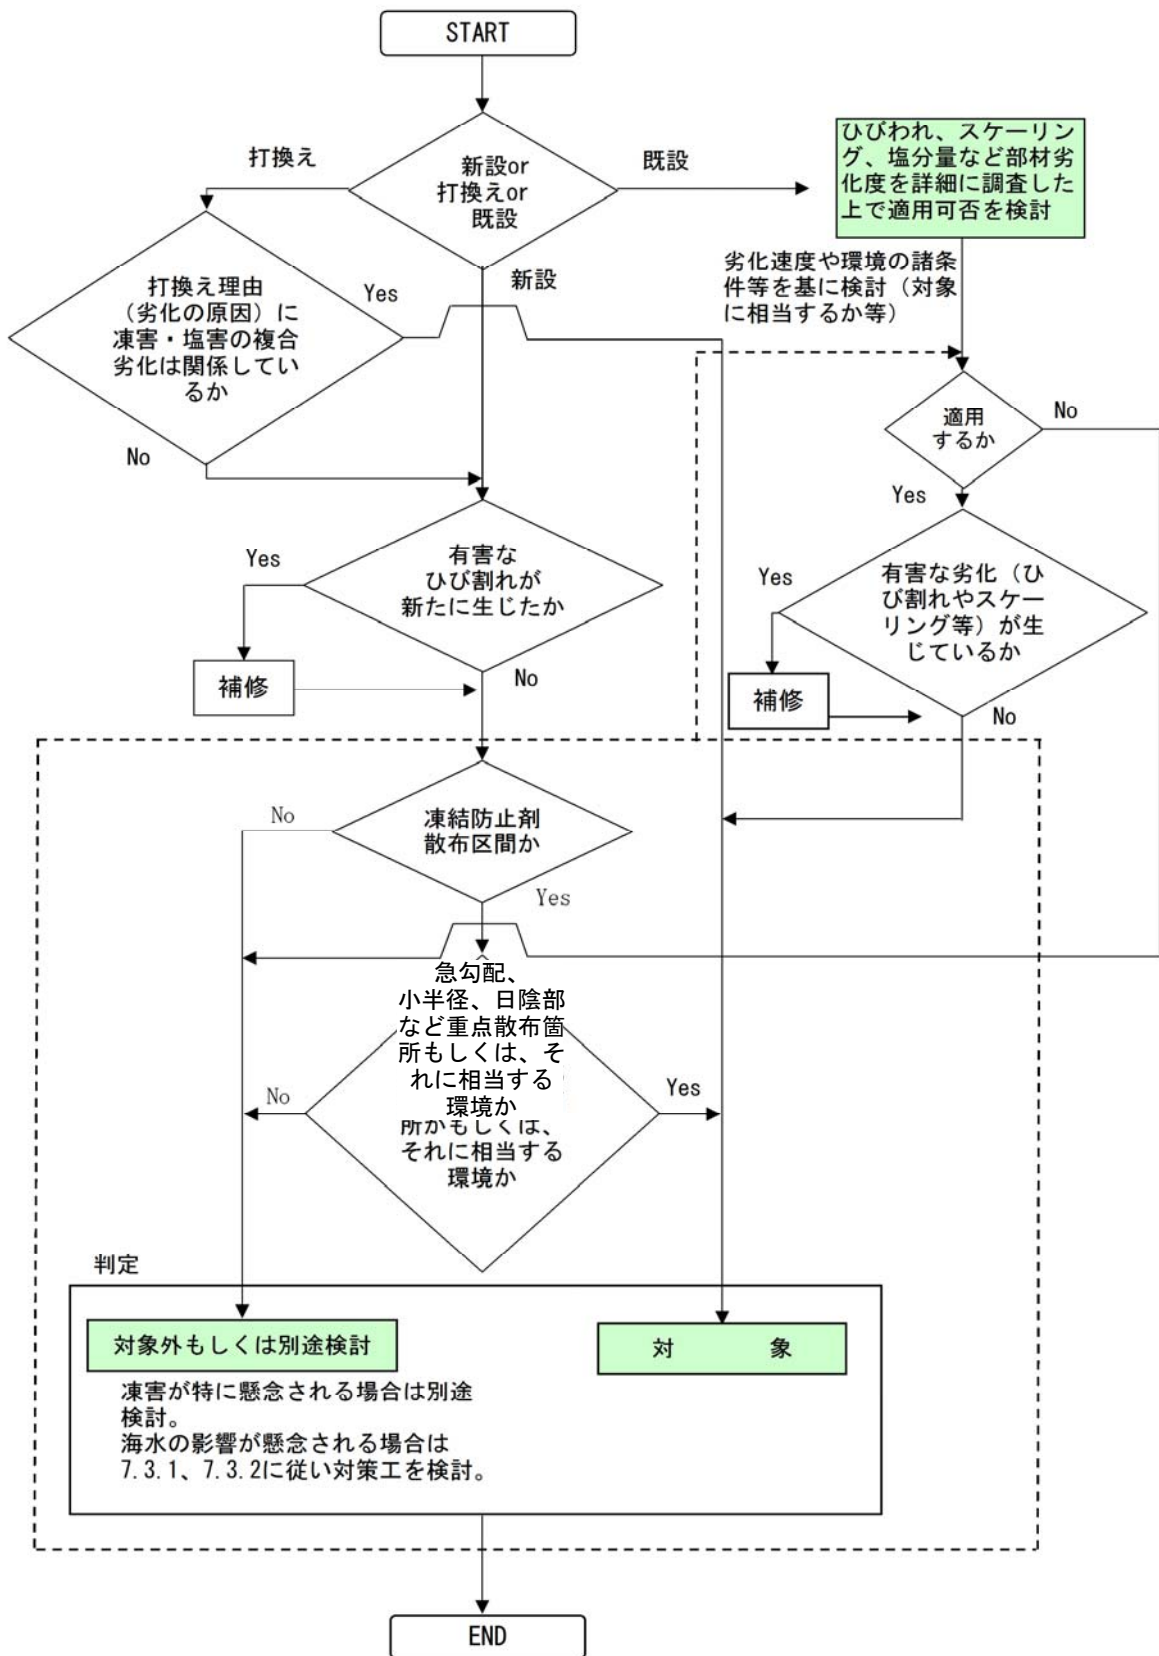 START
打換え
新設or
打換えor
既設
既設
ひびわれ、スケーリン
グ、塩分量など部材劣
化度を詳細に調査した
上で適用可否を検討
打換え理由
（劣化の原因）に
凍害・塩害の複合
劣化は関係してい
るか
Yes
新設
劣化速度や環境の諸条
件等を基に検討（対象
に相当するか等）
No
適用
するか
No
Yes
有害な
ひび割れが
新たに生じたか
Yes
補修
No
有害な劣化（ひ
び割れやスケー
リング等）が生
じているか
Yes
補修
No
凍結防止剤
散布区間か
No
Yes
急勾配、
小半径、日陰部
など重点散布箇
所もしくは、そ
れに相当する
環境か
所かもしくは、
それに相当する
環境か
No
Yes
判定
対象外もしくは別途検討
対　象
凍害が特に懸念される場合は別途
検討。
海水の影響が懸念される場合は
7.3.1、7.3.2に従い対策工を検討。
END